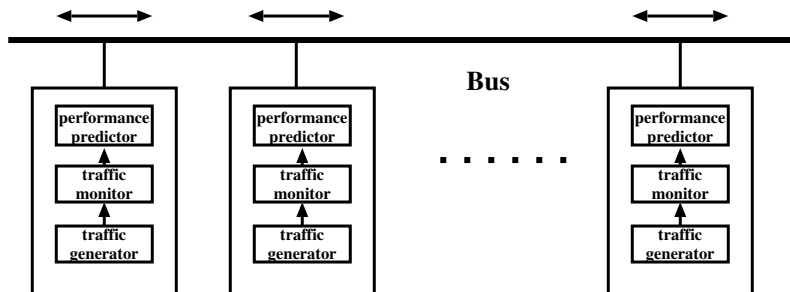 Bus
performance
predictor
traffic
monitor
traffic
generator
performance
predictor
traffic
monitor
traffic
generator
performance
predictor
traffic
monitor
traffic
generator